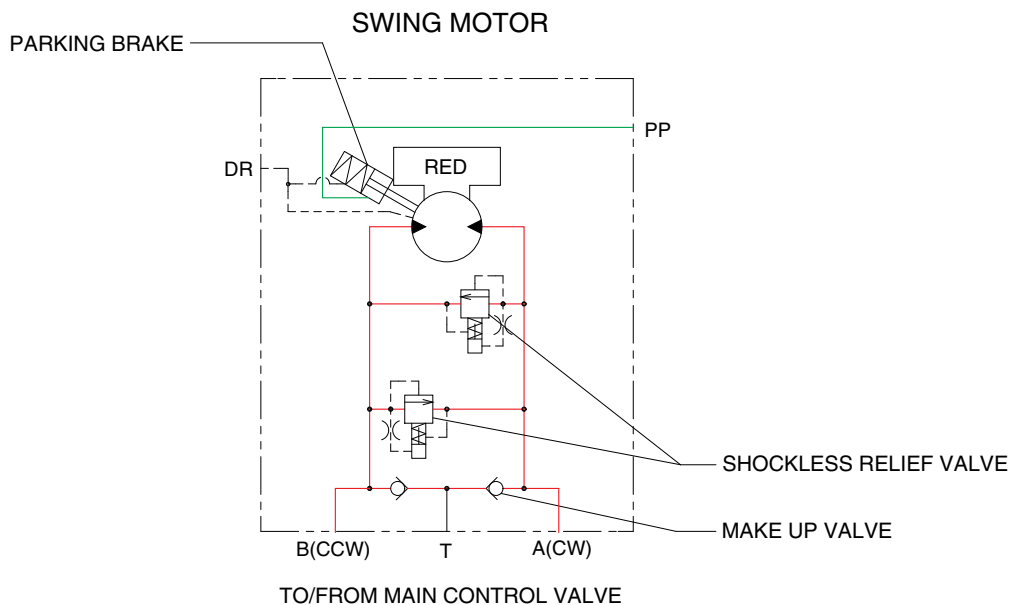 SWING MOTOR
PARKING BRAKE
PP
DR
RED
SHOCKLESS RELIEF VALVE
MAKE UP VALVE
B(CCW)
T
A(CW)
TO/FROM MAIN CONTROL VALVE